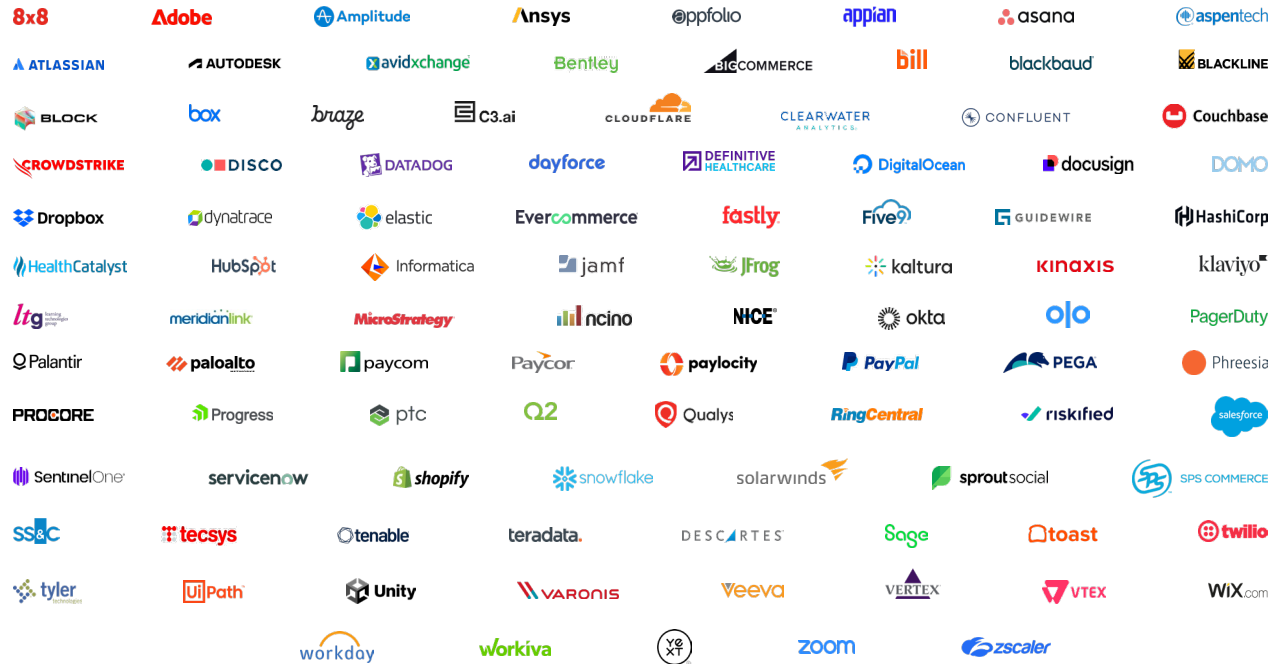 8x8 Adobe Amplitude Ansys appfolio appian asana aspentech
ATLASSIAN AUTODESK avidxchange Bentley BIGCOMMERCE bill blackbaud BLACKLINE
BLOCK box braze C3.ai CLOUDFLARE CLEARWATER ANALYTICS CONFLUENT Couchbase
CROWDSTRIKE DISCO DATADOG dayforce DEFINITIVE HEALTHCARE DigitalOcean docusign DOMO
Dropbox dynatrace elastic Evercommerce fastly Five9 GUIDEWIRE HashiCorp
HealthCatalyst HubSpot Informatica jamf JFrog kaltura KINAXIS klaviyo
ltg learning technologies group meridianlink MicroStrategy ncino NICE okta olo PagerDuty
Palantir paloalto paycom Paycor paylocity PayPal PEGA Phreesia
PROCORE Progress ptc Q2 Qualys RingCentral riskified salesforce
SentinelOne servicenow shopify snowflake solarwinds sproutsocial SPS SPS COMMERCE
SS&C tecsys tenable teradata. DESCARTES Sage toast twilio
tyler technologies UiPath Unity VARONIS Veeva VERTEX VTEX WiX.com
workday workiva YEXT zoom zscaler